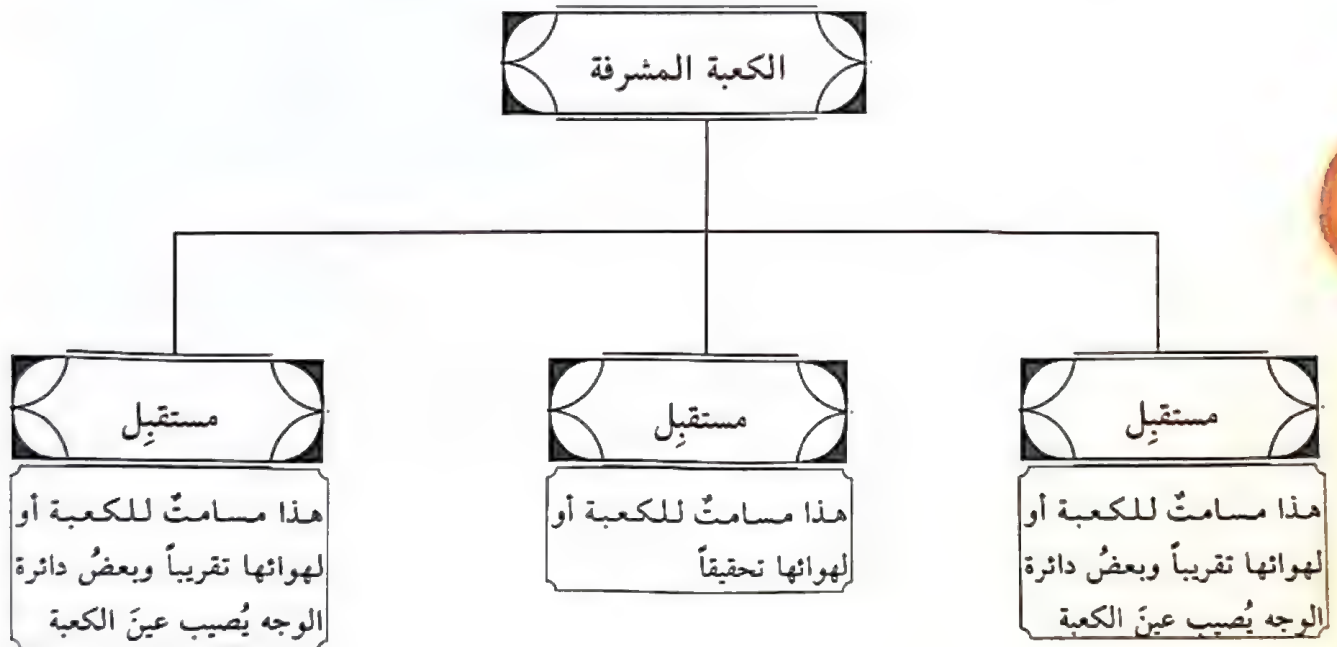 الكعبة المشرفة
مستقبِل
هذا مسامتٌ للكعبة أو
لهوائها تقريباً وبعضُ دائرة
الوجه يُصيب عينَ الكعبة
مستقبِل
هذا مسامتٌ للكعبة أو
لهوائها تحقيقاً
مستقبِل
هذا مسامتٌ للكعبة أو
لهوائها تقريباً وبعضُ دائرة
الوجه يُصيب عينَ الكعبة